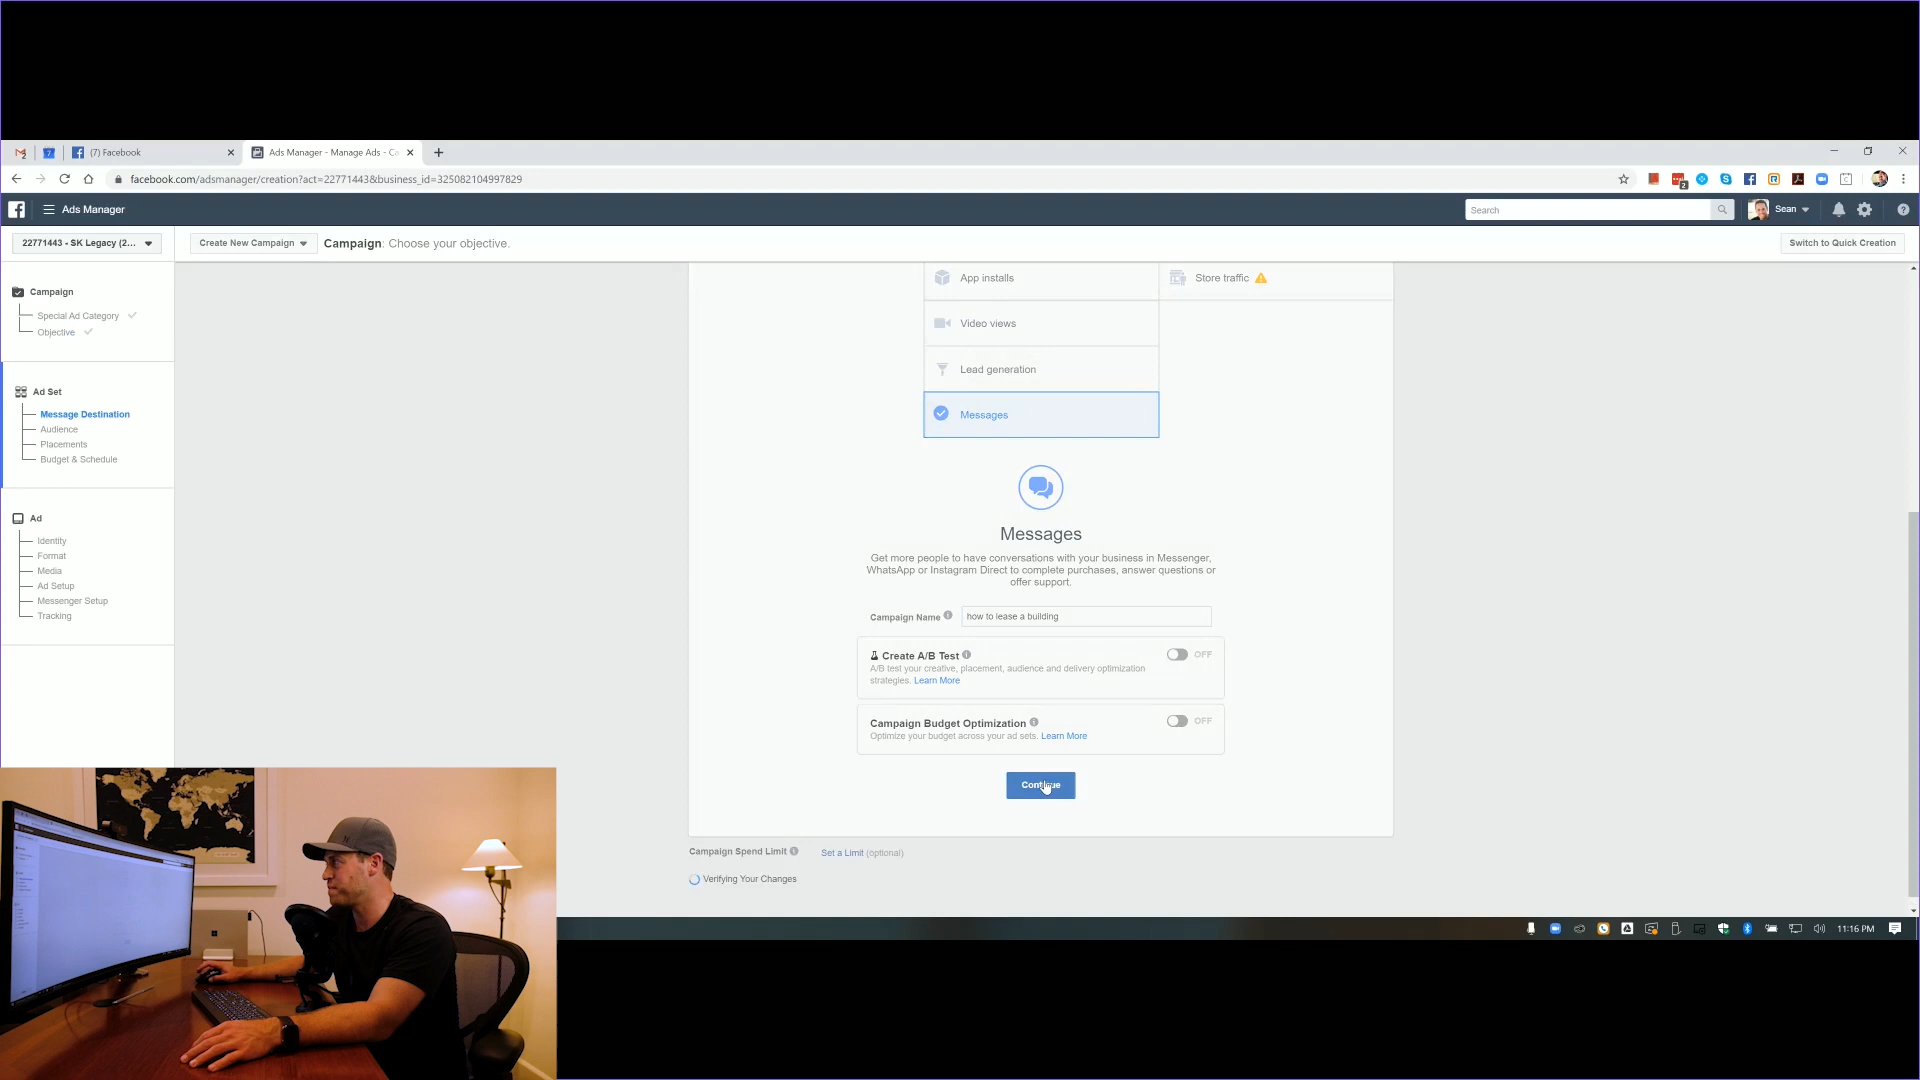 (7) Facebook
Ads Manager - Manage Ads - Ca
facebook.com/adsmanager/creation?act=22771443&business_id=325082104997829
Ads Manager
Search
Sean
22771443 - SK Legacy (2...
Create New Campaign
Campaign: Choose your objective.
Switch to Quick Creation
Campaign
Special Ad Category
Objective
Ad Set
Message Destination
Audience
Placements
Budget & Schedule
Ad
Identity
Format
Media
Ad Setup
Messenger Setup
Tracking
App installs
Store traffic
Video views
Lead generation
Messages
Messages
Get more people to have conversations with your business in Messenger,
WhatsApp or Instagram Direct to complete purchases, answer questions or
offer support.
Campaign Name
how to lease a building
Create A/B Test
OFF
A/B test your creative, placement, audience and delivery optimization
strategies. Learn More
Campaign Budget Optimization
OFF
Optimize your budget across your ad sets. Learn More
Continue
Campaign Spend Limit
Set a Limit (optional)
Verifying Your Changes
11:16 PM